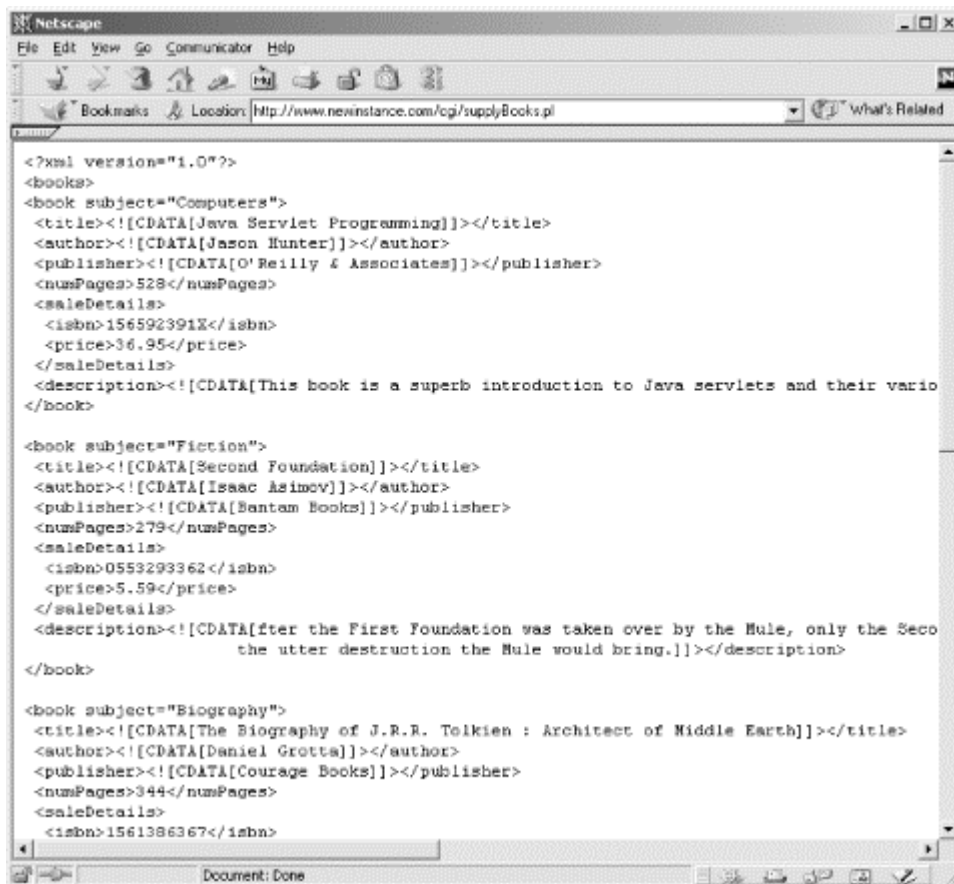 Netscape
File Edit View Go Communicator Help
My
N
Bookmarks Location: http://www.newinstance.com/cgi/supplyBooks.pl What's Related
<?xml version="1.0"?>
<books>
<book subject="Computers">
<title><![CDATA[Java Servlet Programming]]></title>
<author><![CDATA[Jason Hunter]]></author>
<publisher><![CDATA[O'Reilly & Associates]]></publisher>
<numPages>528</numPages>
<saleDetails>
<isbn>156592391X</isbn>
<price>36.95</price>
</saleDetails>
<description><![CDATA[This book is a superb introduction to Java servlets and their vario
</book>
<book subject="Fiction">
<title><![CDATA[Second Foundation]]></title>
<author><![CDATA[Isaac Asimov]]></author>
<publisher><![CDATA[Bantam Books]]></publisher>
<numPages>279</numPages>
<saleDetails>
<isbn>0553293362</isbn>
<price>5.59</price>
</saleDetails>
<description><![CDATA[fter the First Foundation was taken over by the Mule, only the Seco
the utter destruction the Mule would bring.]]></description>
</book>
<book subject="Biography">
<title><![CDATA[The Biography of J.R.R. Tolkien : Architect of Middle Earth]]></title>
<author><![CDATA[Daniel Grotta]]></author>
<publisher><![CDATA[Courage Books]]></publisher>
<numPages>344</numPages>
<saleDetails>
<isbn>1561386367</isbn>
Document: Done